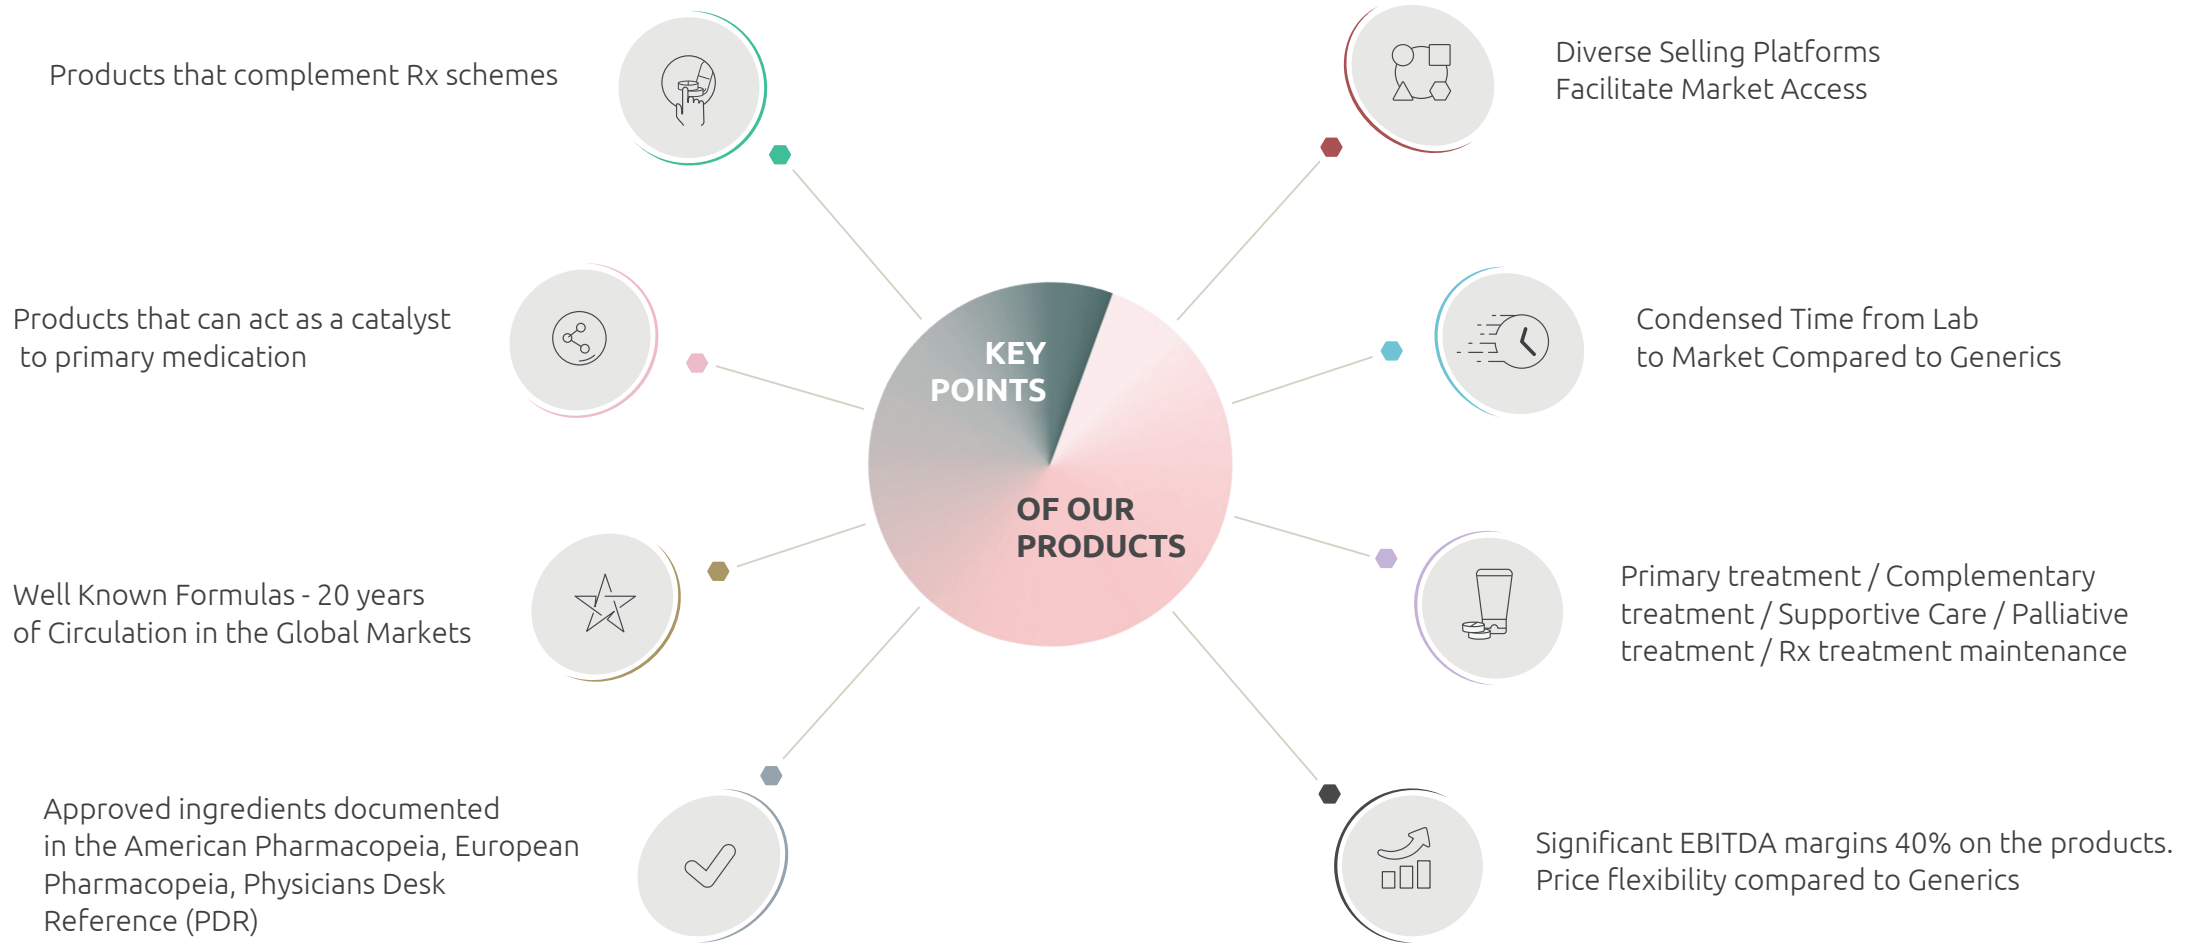 Products that complement Rx schemes
Products that can act as a catalyst
to primary medication
Well Known Formulas - 20 years
of Circulation in the Global Markets
Approved ingredients documented
in the American Pharmacopeia, European
Pharmacopeia, Physicians Desk
Reference (PDR)
KEY
POINTS
OF OUR
PRODUCTS
Diverse Selling Platforms
Facilitate Market Access
Condensed Time from Lab
to Market Compared to Generics
Primary treatment / Complementary
treatment / Supportive Care / Palliative
treatment / Rx treatment maintenance
Significant EBITDA margins 40% on the products.
Price flexibility compared to Generics